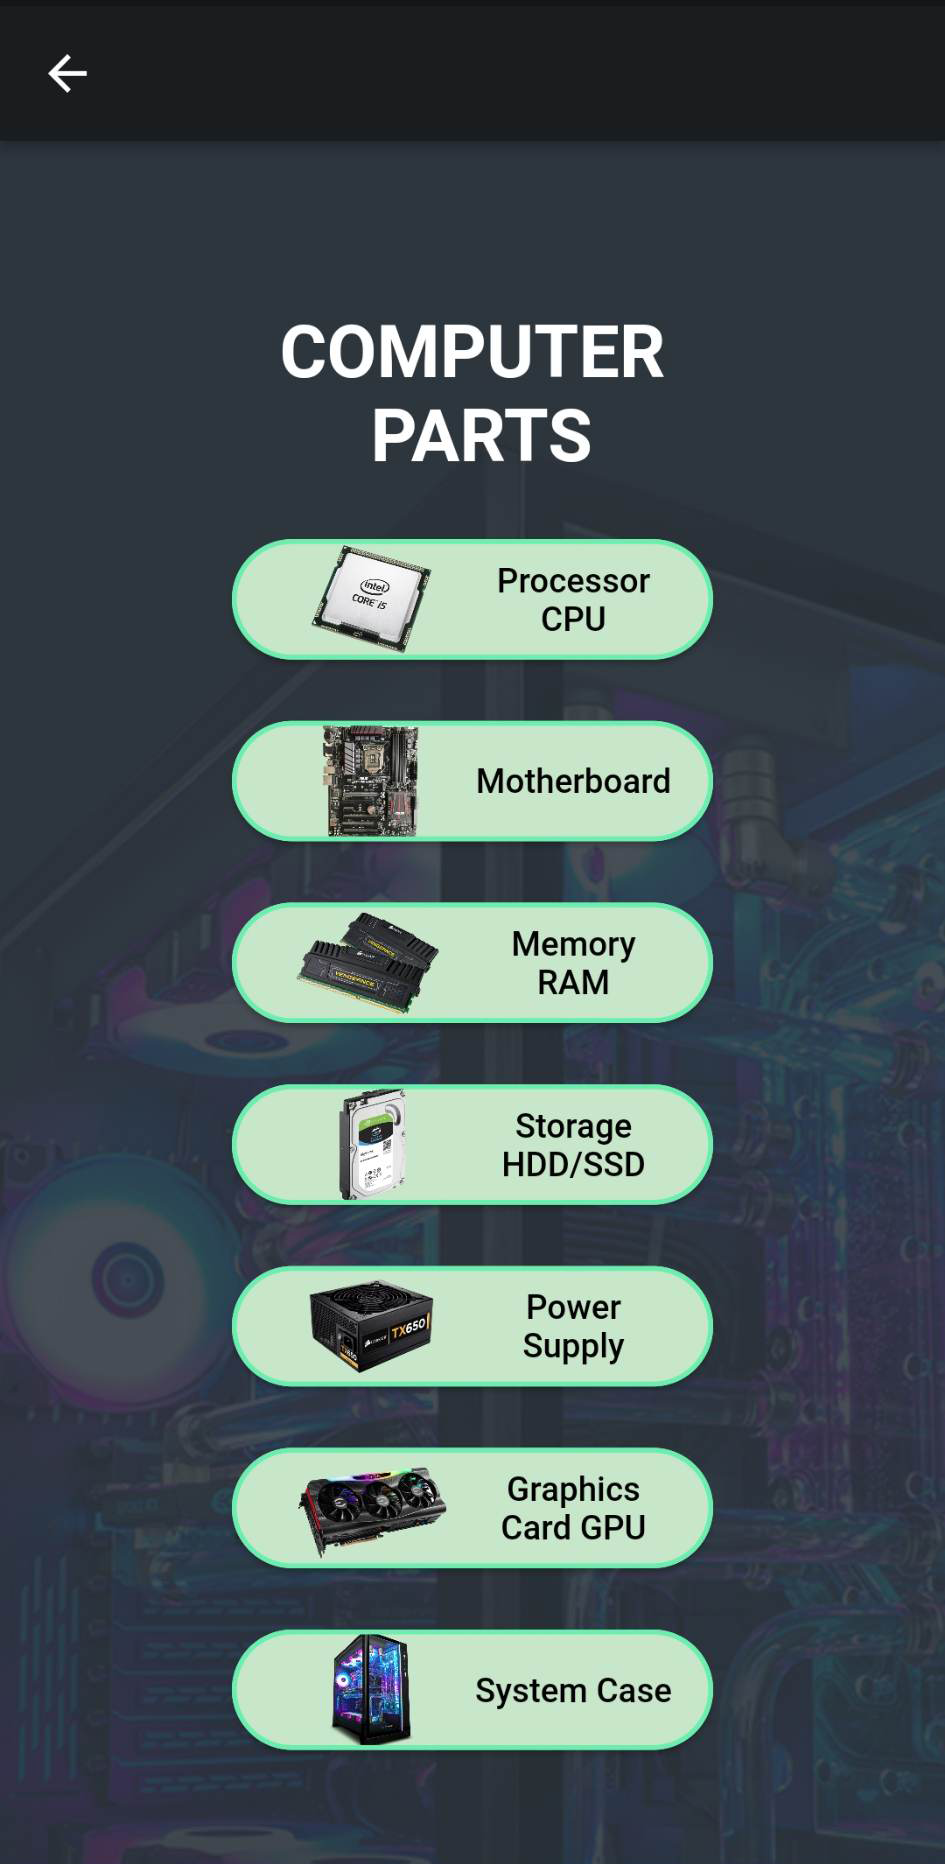 COMPUTER
PARTS
intel
CORE i5
Processor
CPU
Motherboard
VENGEANCE
VENGEANCE
Memory
RAM
Storage
HDD/SSD
TX650
Power
Supply
Graphics
Card GPU
System Case